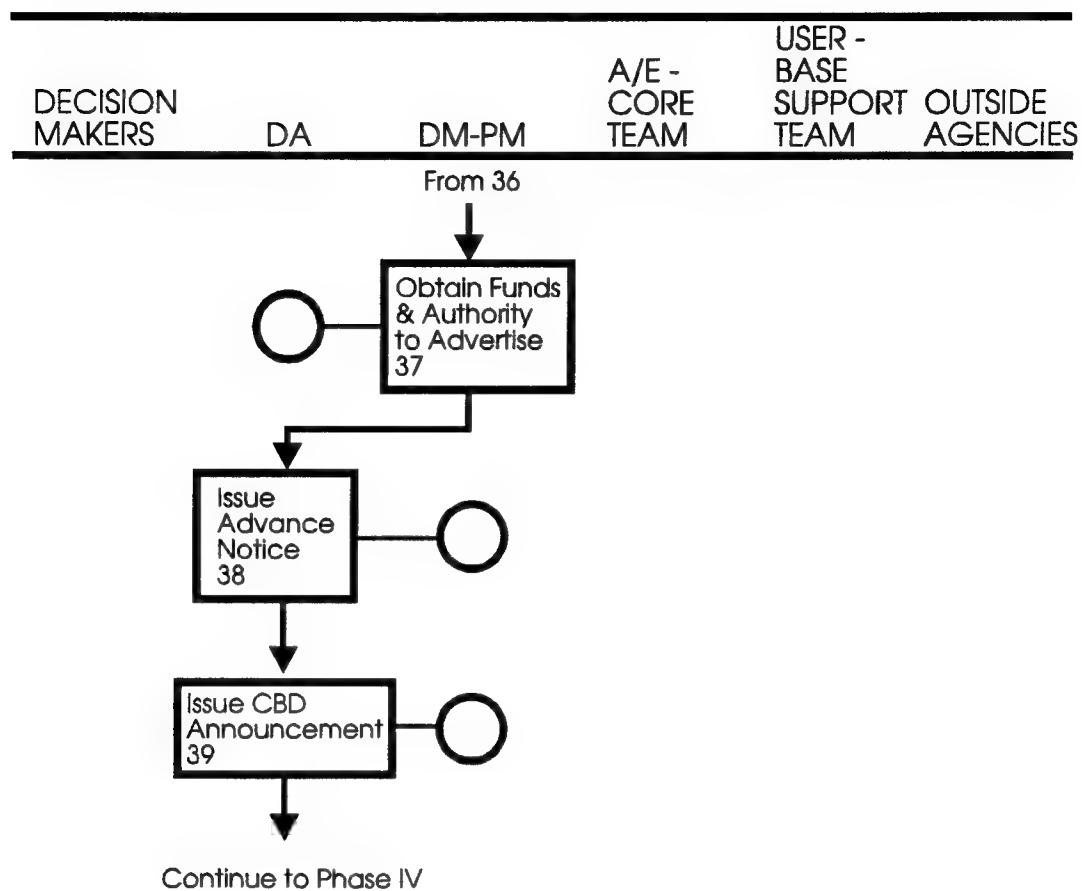 DECISION
MAKERS
DA
DM-PM
A/E -
CORE
TEAM
USER -
BASE
SUPPORT
TEAM
OUTSIDE
AGENCIES
From 36
Obtain Funds
& Authority
to Advertise
37
Issue
Advance
Notice
38
Issue CBD
Announcement
39
Continue to Phase IV